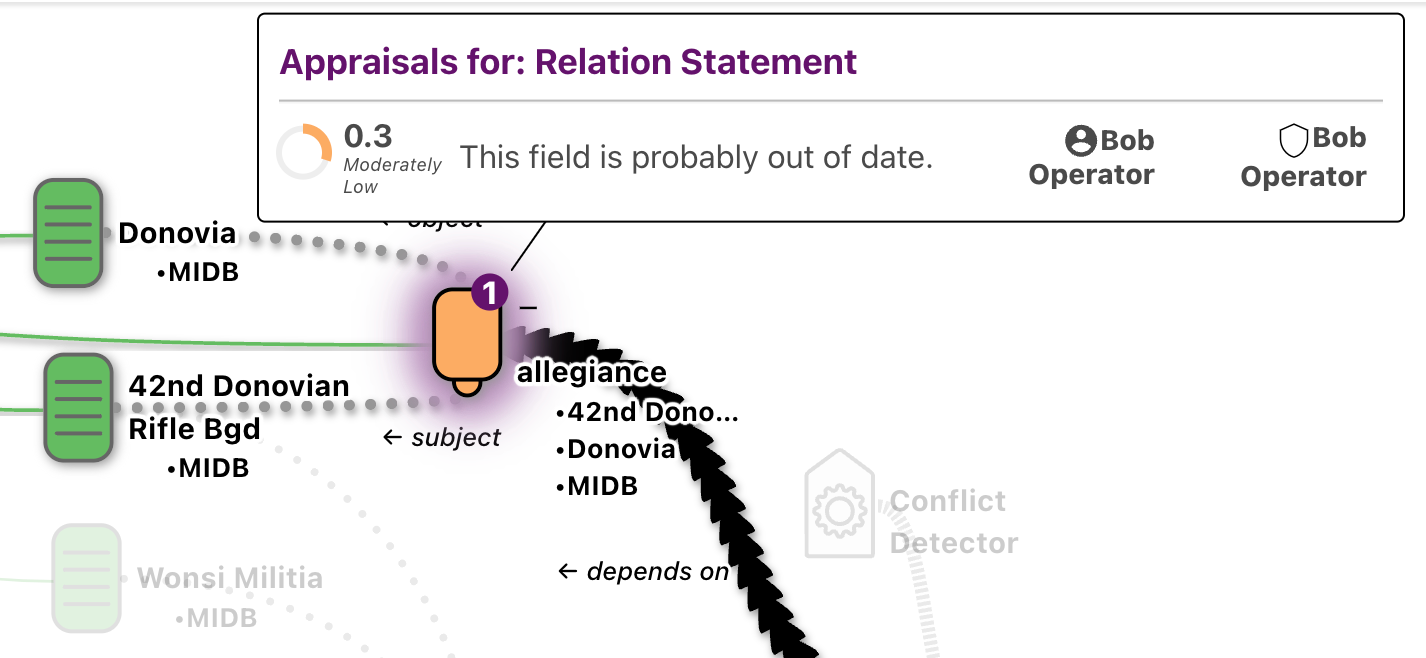 Appraisals for: Relation Statement
0.3
Moderately
Low
This field is probably out of date.
Bob
Operator
Bob
Operator
← subject
Donovia
•MIDB
1
–
allegiance
•42nd Dono...
•Donovia
•MIDB
42nd Donovian
Rifle Bgd
•MIDB
← subject
Conflict
Detector
← depends on
Wonsi Militia
•MIDB